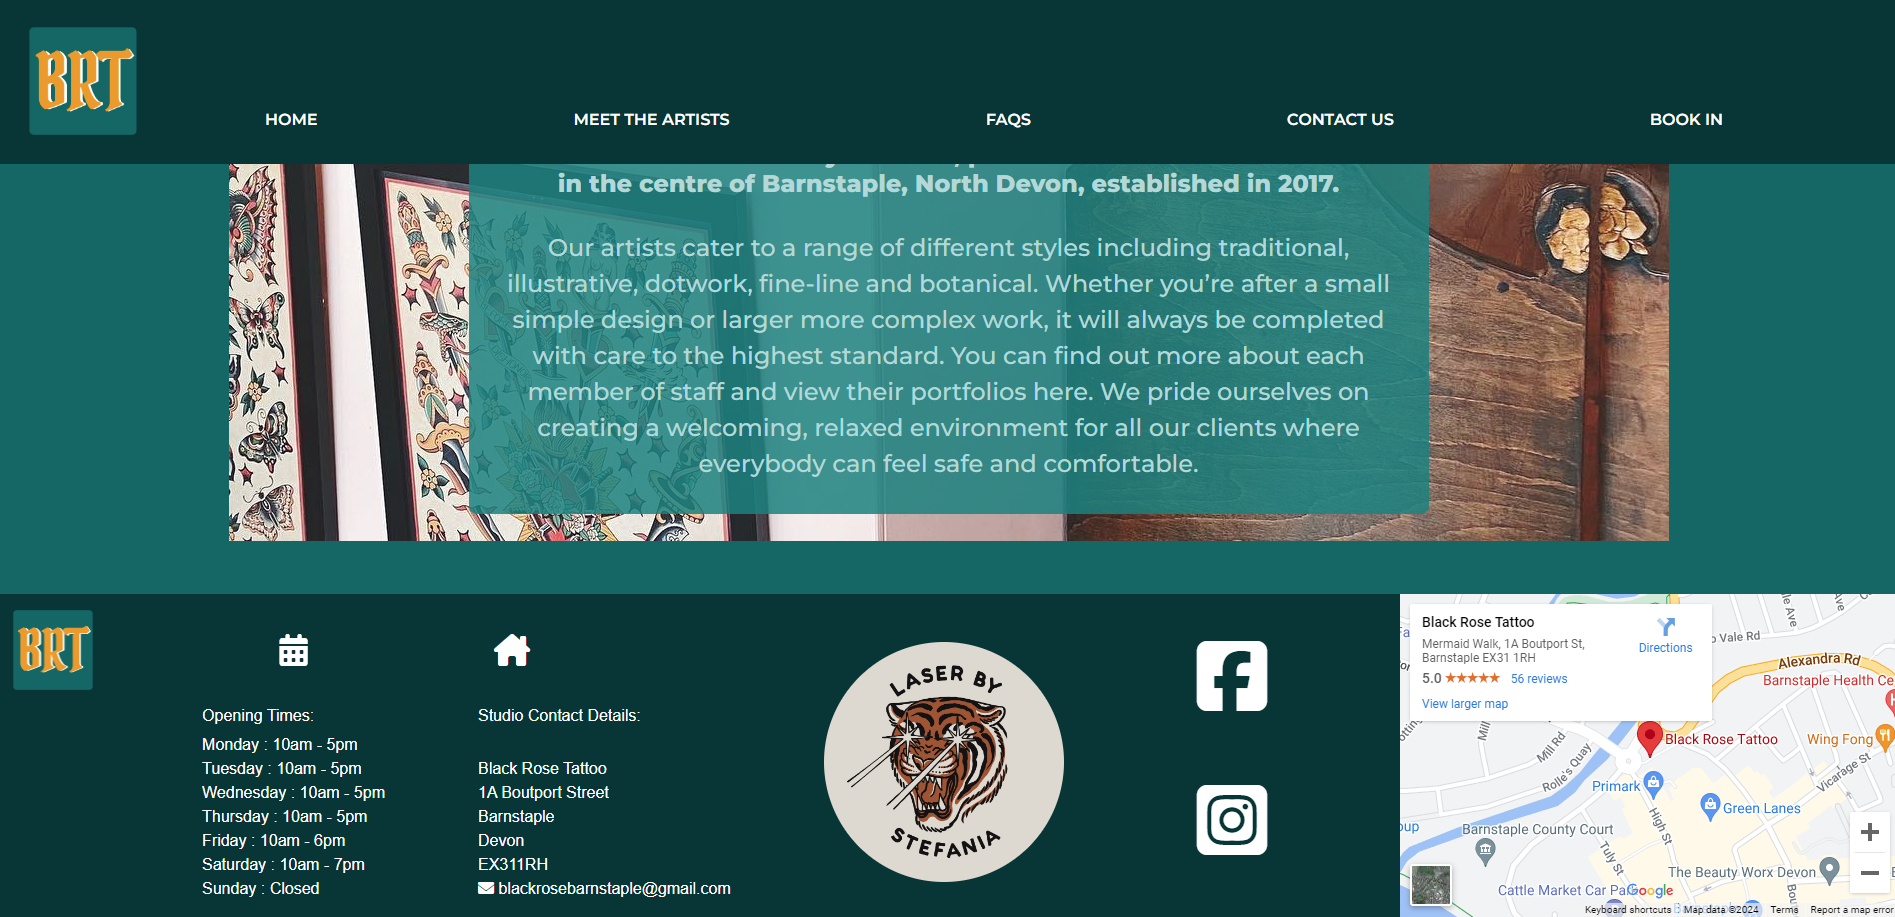 BRT
HOME
MEET THE ARTISTS
FAQS
CONTACT US
BOOK IN
in the centre of Barnstaple, North Devon, established in 2017.
Our artists cater to a range of different styles including traditional,
illustrative, dotwork, fine-line and botanical. Whether you’re after a small
simple design or larger more complex work, it will always be completed
with care to the highest standard. You can find out more about each
member of staff and view their portfolios here. We pride ourselves on
creating a welcoming, relaxed environment for all our clients where
everybody can feel safe and comfortable.
BRT
Opening Times:
Monday : 10am - 5pm
Tuesday : 10am - 5pm
Wednesday : 10am - 5pm
Thursday : 10am - 5pm
Friday : 10am - 6pm
Saturday : 10am - 7pm
Sunday : Closed
Studio Contact Details:
Black Rose Tattoo
1A Boutport Street
Barnstaple
Devon
EX311RH
blackrosebarnstaple@gmail.com
LASER BY
STEFANIA
Black Rose Tattoo
Mermaid Walk, 1A Boutport St,
Barnstaple EX31 1RH
5.0 ★★★★★ 56 reviews
View larger map
Directions
Vale Rd
Alexandra Rd
Barnstaple Health Ce
Black Rose Tattoo
Wing Fong
Mill Rd
Rolle's Quay
Vicarage St
Primark
Green Lanes
High St
Barnstaple County Court
Tuly St
The Beauty Worx Devon
Cattle Market Car Park
Google
Keyboard shortcuts
Map data ©2024
Terms
Report a map error